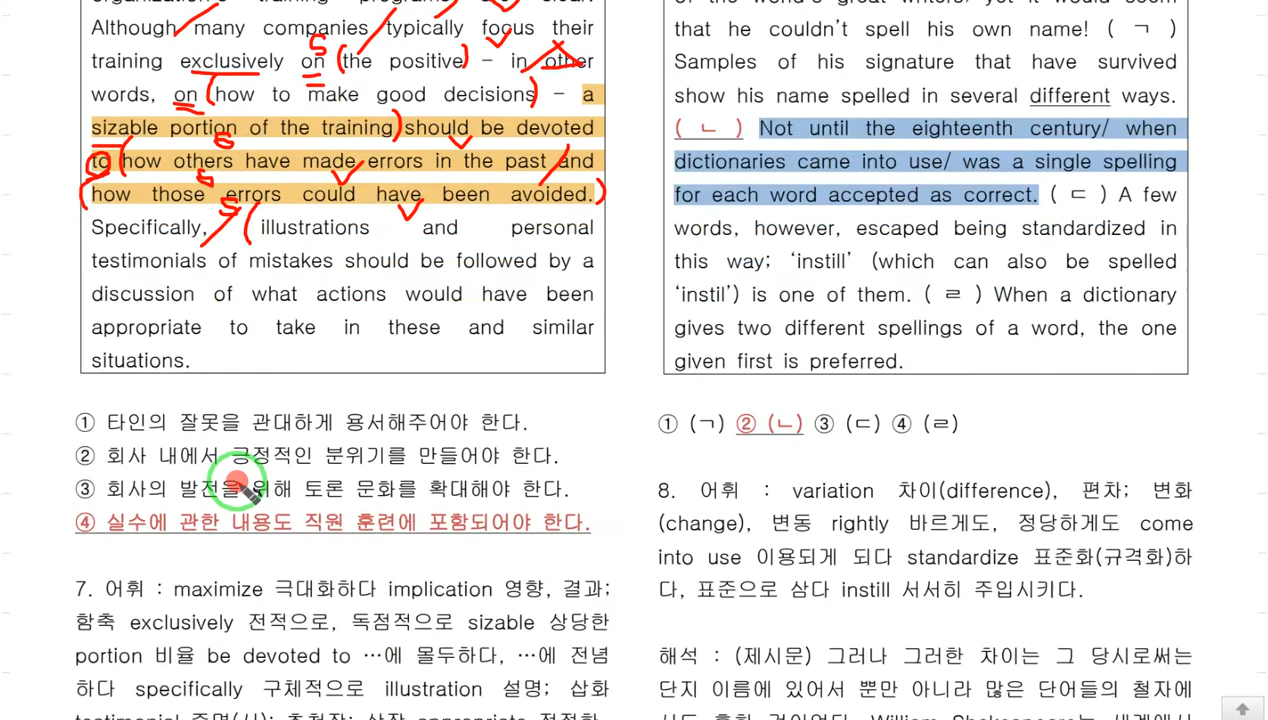 organization's training programs clear.
Although many companies typically focus their
training exclusively on (the positive) – in other
words, on (how to make good decisions) – a
sizable portion of the training) should be devoted
to (how others have made errors in the past and
(how those errors could have been avoided.)
Specifically, (illustrations and personal
testimonials of mistakes should be followed by a
discussion of what actions would have been
appropriate to take in these and similar
situations.
① 타인의 잘못을 관대하게 용서해주어야 한다.
② 회사 내에서 긍정적인 분위기를 만들어야 한다.
③ 회사의 발전을 위해 토론 문화를 확대해야 한다.
④ 실수에 관한 내용도 직원 훈련에 포함되어야 한다.
7. 어휘 : maximize 극대화하다 implication 영향, 결과;
함축 exclusively 전적으로, 독점적으로 sizable 상당한
portion 비율 be devoted to …에 몰두하다, …에 전념
하다 specifically 구체적으로 illustration 설명; 삽화
of the world's great writers, yet it would seem
that he couldn't spell his own name! ( ㄱ )
Samples of his signature that have survived
show his name spelled in several different ways.
( ㄴ ) Not until the eighteenth century/ when
dictionaries came into use/ was a single spelling
for each word accepted as correct. ( ㄷ ) A few
words, however, escaped being standardized in
this way; ‘instill’ (which can also be spelled
‘instil’) is one of them. ( ㄹ ) When a dictionary
gives two different spellings of a word, the one
given first is preferred.
① (ㄱ) ② (ㄴ) ③ (ㄷ) ④ (ㄹ)
8. 어휘 : variation 차이(difference), 편차; 변화
(change), 변동 rightly 바르게도, 정당하게도 come
into use 이용되게 되다 standardize 표준화(규격화)하
다, 표준으로 삼다 instill 서서히 주입시키다.
해석 : (제시문) 그러나 그러한 차이는 그 당시로써는
단지 이름에 있어서 뿐만 아니라 많은 단어들의 철자에